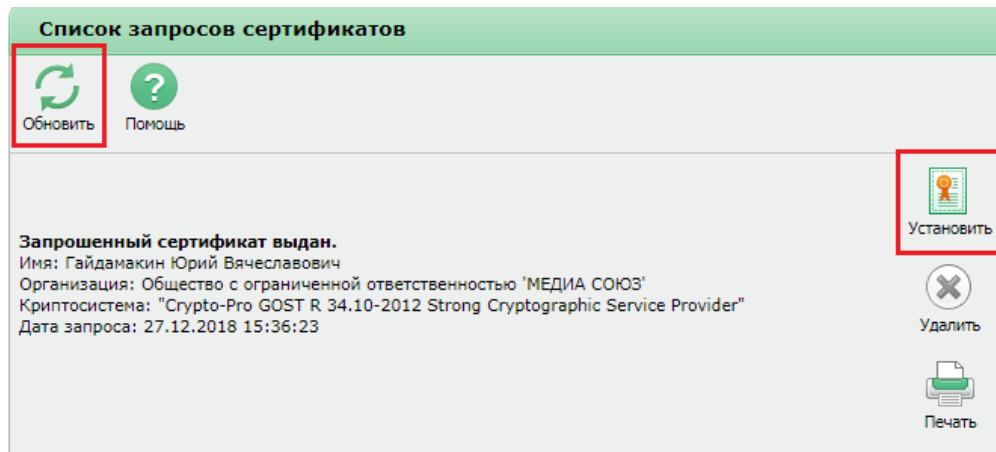 Список запросов сертификатов
Обновить
Помощь
Установить
Запрошенный сертификат выдан.
Имя: Гайдамакин Юрий Вячеславович
Организация: Общество с ограниченной ответственностью 'МЕДИА СОЮЗ'
Криптосистема: "Crypto-Pro GOST R 34.10-2012 Strong Cryptographic Service Provider"
Дата запроса: 27.12.2018 15:36:23
Удалить
Печать